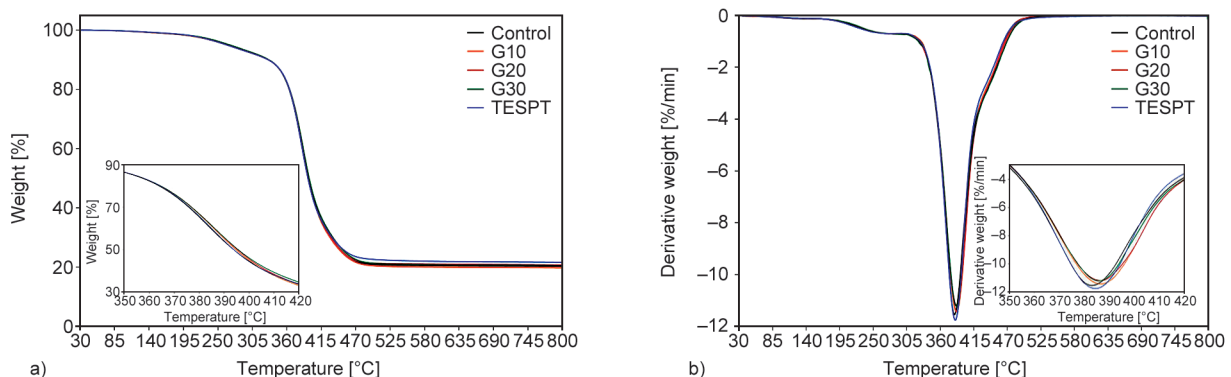 100
80
60
40
20
0
Weight [%]
Control
G10
G20
G30
TESPT
90
70
50
30
Weight [%]
350 360 370 380 390 400 410 420
Temperature [°C]
30 85 140 195 250 305 360 415 470 525 580 635 690 745 800
Temperature [°C]
a)
0
–2
–4
–6
–8
–10
–12
Derivative weight [%/min]
Control
G10
G20
G30
TESPT
–4
–6
–8
–10
–12
Derivative weight [%/min]
350 360 370 380 390 400 410 420
Temperature [°C]
30 85 140 195 250 305 360 415 470 525 580 635 690 745 800
Temperature [°C]
b)